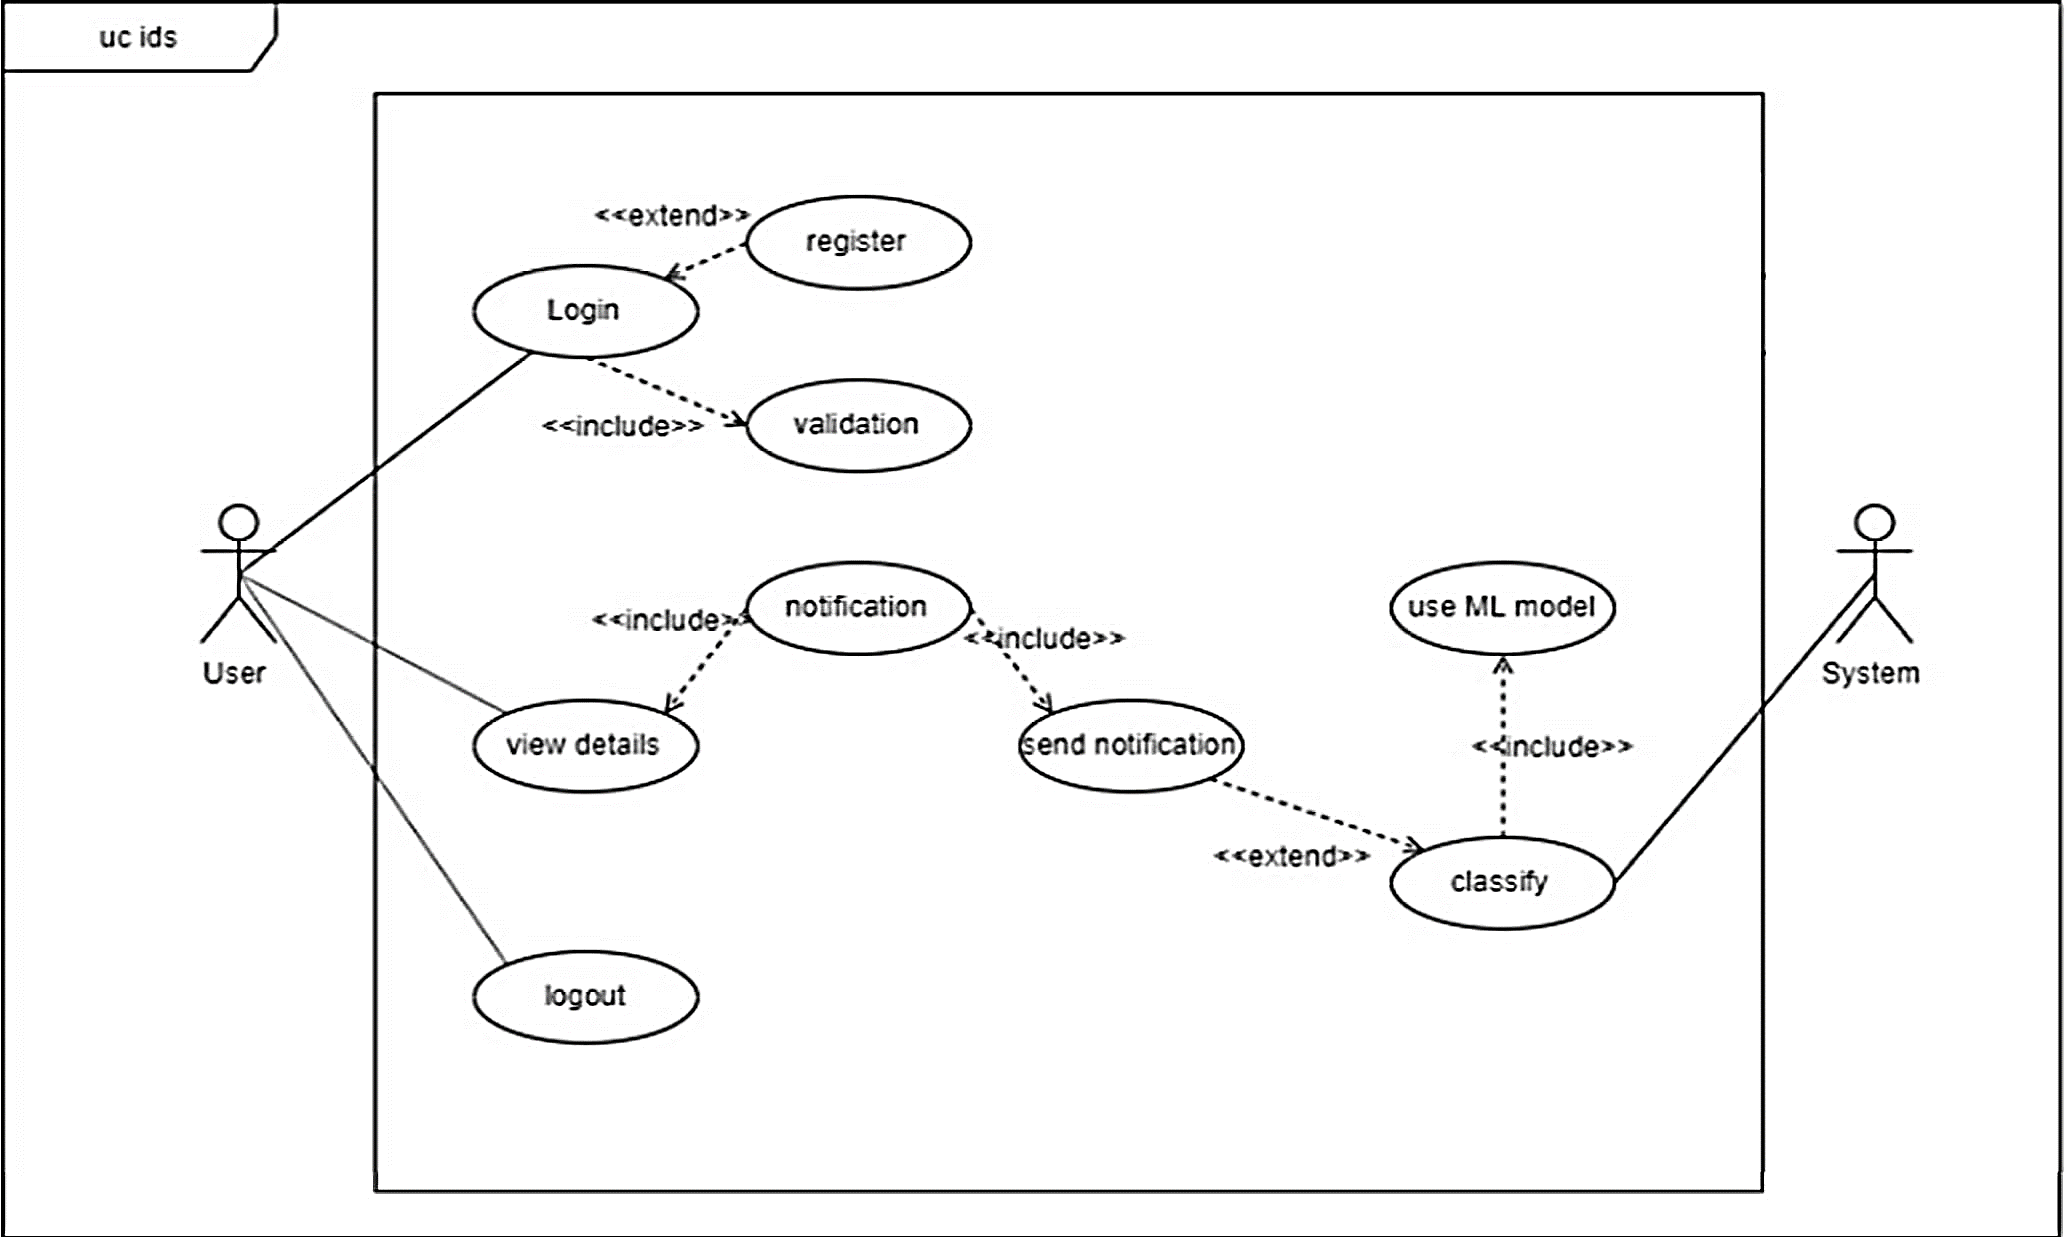 uc ids
<<extend>>
register
Login
<<include>>
validation
User
<<include>>
notification
<<include>>
use ML model
System
view details
send notification
<<include>>
<<extend>>
classify
logout